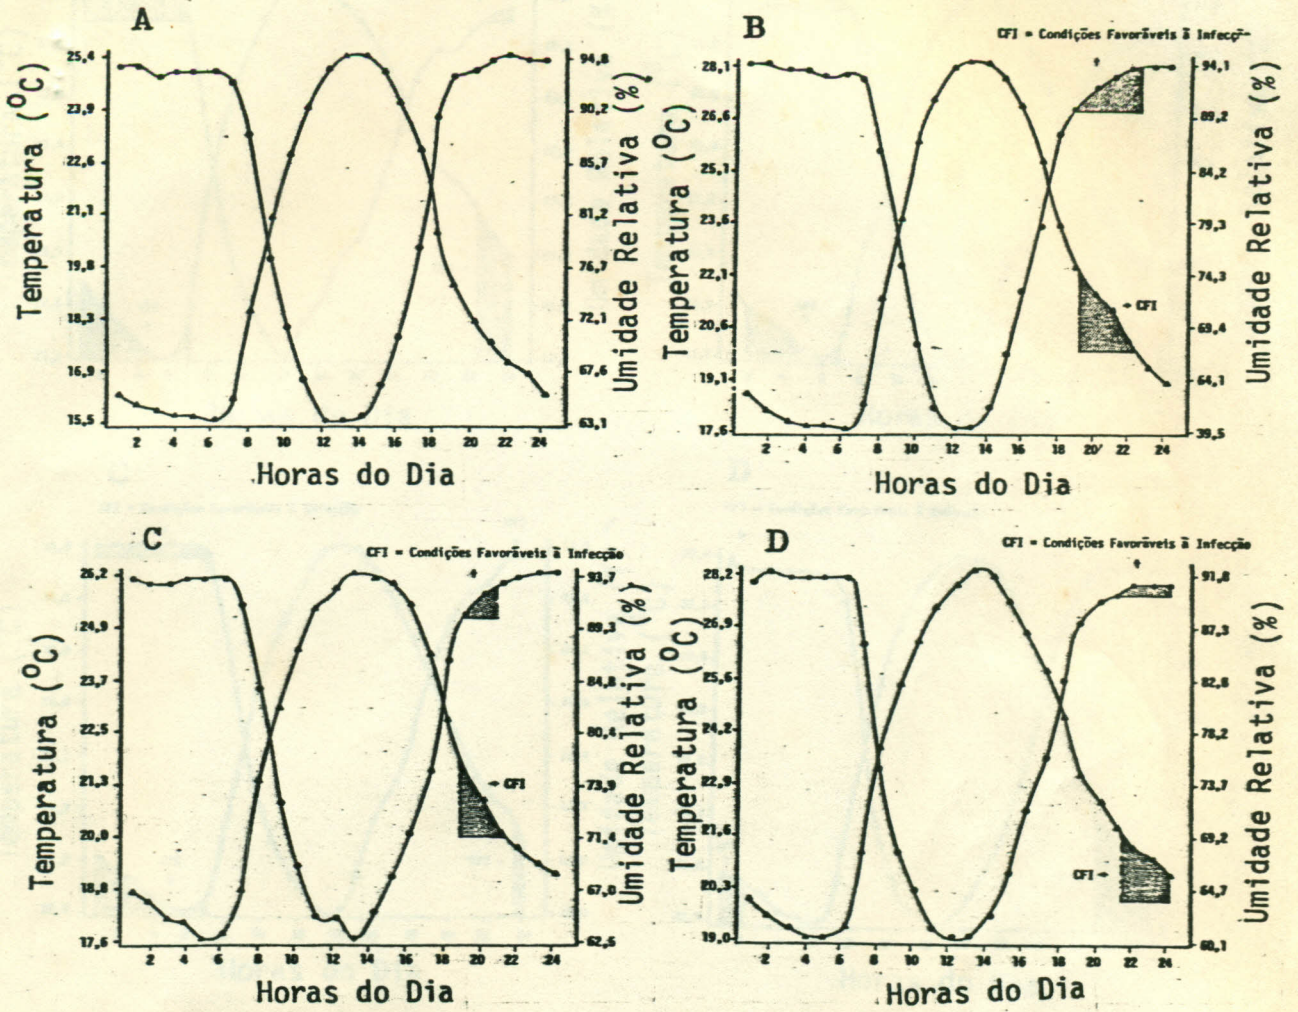 A
Temperatura (ºC)
25,4
23,9
22,6
21,1
19,8
18,3
16,9
15,5
94,8
90,2
85,7
81,2
76,7
72,1
67,6
63,1
Umidade Relativa (%)
2 4 6 8 10 12 14 16 18 20 22 24
Horas do Dia
B
CFI = Condições Favoráveis à
Temperatura (ºC)
28,1
26,6
25,1
23,6
22,1
20,6
19,1
17,6
94,1
89,2
84,2
79,3
74,3
69,4
64,1
39,5
Umidade Relativa (%)
CFI
2 4 6 8 10 12 14 16 18 20 22 24
Horas do Dia
C
CFI = Condições Favoráveis à Infecção
Temperatura (ºC)
26,2
24,9
23,7
22,5
21,3
20,0
18,8
17,6
93,7
89,3
84,8
80,4
73,9
71,4
67,0
62,6
Umidade Relativa (%)
CFI
2 4 6 8 10 12 14 16 18 20 22 24
Horas do Dia
D
CFI = Condições Favoráveis à Infecção
Temperatura (ºC)
28,2
26,9
25,6
24,2
22,9
21,6
20,3
19,0
91,8
87,3
82,8
78,2
73,7
69,2
64,7
60,1
Umidade Relativa (%)
CFI
2 4 6 8 10 12 14 16 18 20 22 24
Horas do Dia